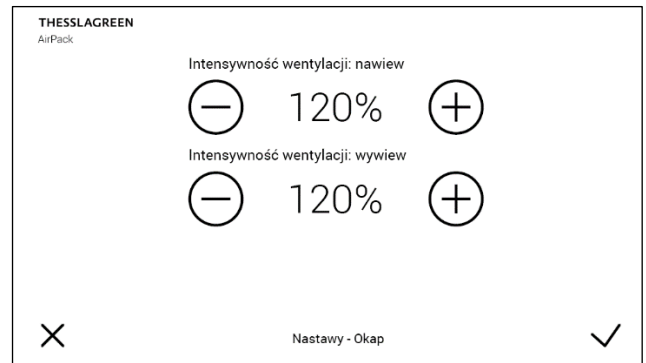 THESSLAGREEN
AirPack
Intensywność wentylacji: nawiew
120%
Intensywność wentylacji: wywiew
120%
Nastawy - Okap